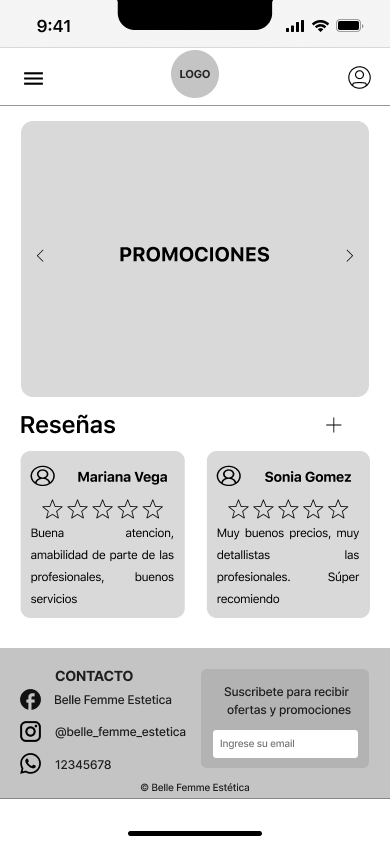 9:41
LOGO
PROMOCIONES
Reseñas
Mariana Vega
Buena atencion,
amabilidad de parte de las
profesionales, buenos
servicios
Sonia Gomez
Muy buenos precios, muy
detallistas las
profesionales. Súper
recomiendo
CONTACTO
Belle Femme Estetica
@belle_femme_estetica
12345678
Suscribete para recibir
ofertas y promociones
Ingrese su email
© Belle Femme Estética